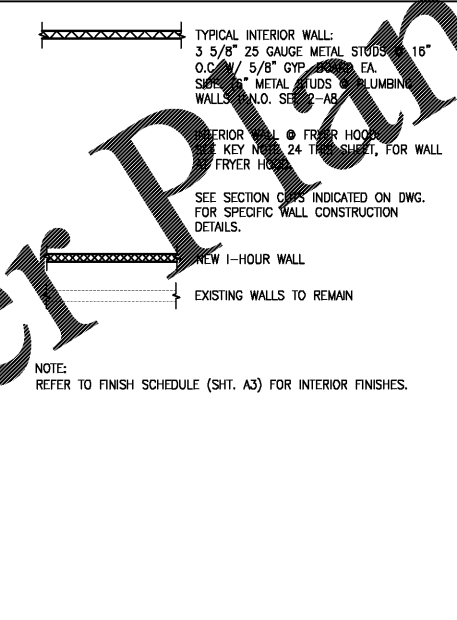 TYPICAL INTERIOR WALL:
3 5/8" 25 GAUGE METAL STUDS @ 16"
O.C. W/ 5/8" GYP. BOARD EA.
SIDE. (6" METAL STUDS @ PLUMBING
WALLS U.N.O. SEE 2-A8
INTERIOR WALL @ FRYER HOOD:
SEE KEY NOTE 24 THIS SHEET, FOR WALL
AT FRYER HOOD.
SEE SECTION CUTS INDICATED ON DWG.
FOR SPECIFIC WALL CONSTRUCTION
DETAILS.
NEW 1-HOUR WALL
EXISTING WALLS TO REMAIN
NOTE:
REFER TO FINISH SCHEDULE (SHT. A3) FOR INTERIOR FINISHES.
er Plan